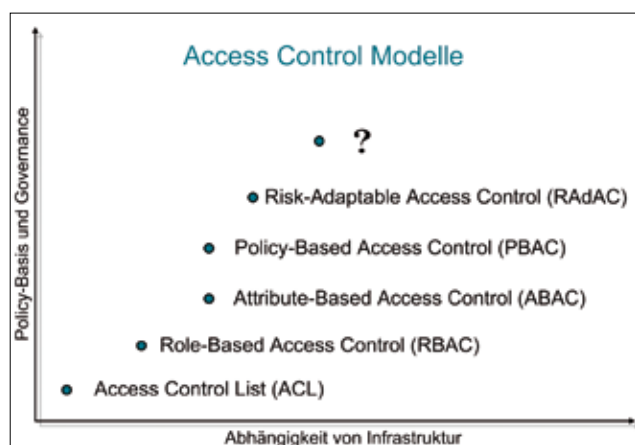 Access Control Modelle
?
Risk-Adaptable Access Control (RAdAC)
Policy-Based Access Control (PBAC)
Attribute-Based Access Control (ABAC)
Role-Based Access Control (RBAC)
Access Control List (ACL)
Policy-Basis und Governance
Abhängigkeit von Infrastruktur